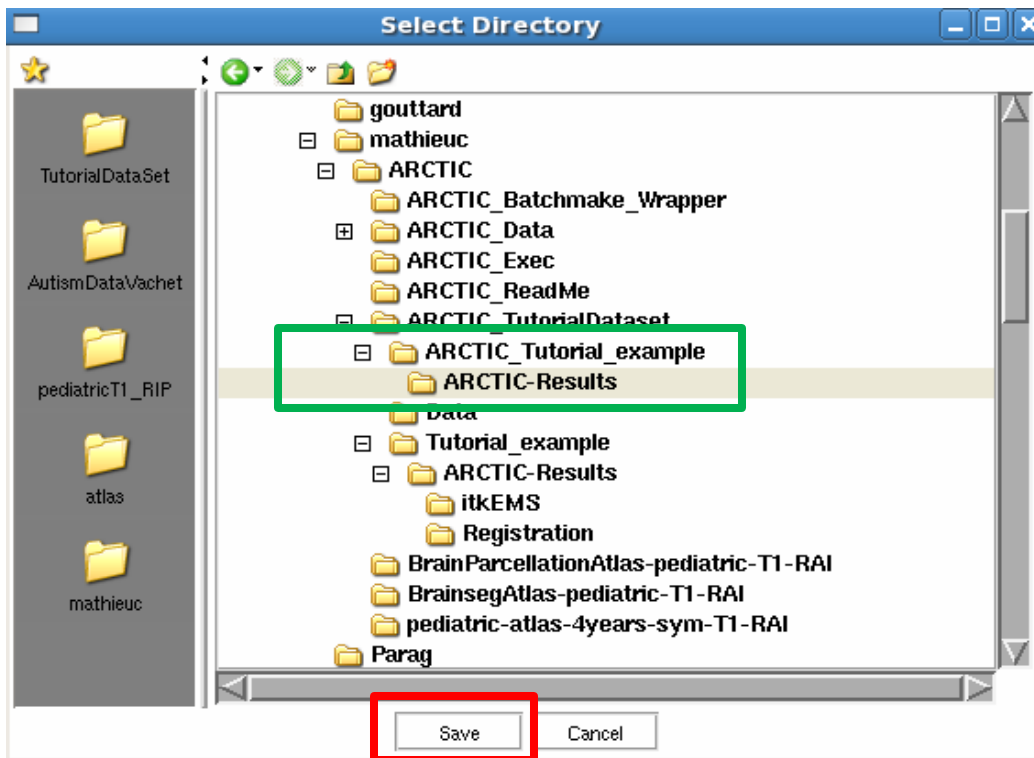 Select Directory
TutorialDataSet
AutismDataVachet
pediatricT1_RIP
atlas
mathieuc
gouttard
mathieuc
ARCTIC
ARCTIC_Batchmake_Wrapper
ARCTIC_Data
ARCTIC_Exec
ARCTIC_ReadMe
ARCTIC_TutorialDataset
ARCTIC_Tutorial_example
ARCTIC-Results
Data
Tutorial_example
ARCTIC-Results
itkEMS
Registration
BrainParcellationAtlas-pediatric-T1-RAI
BrainsegAtlas-pediatric-T1-RAI
pediatric-atlas-4years-sym-T1-RAI
Parag
Save Cancel